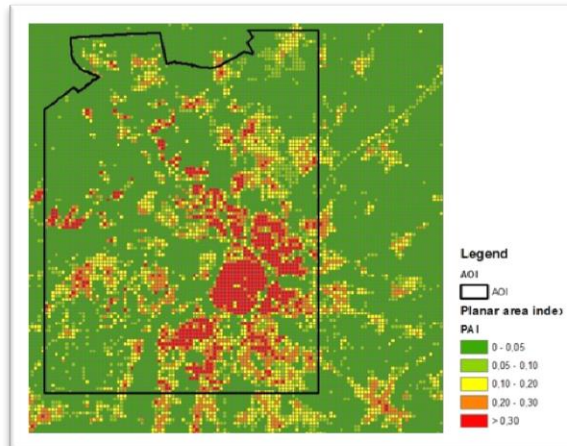 Legend
AOI
AOI
Planar area index
PAI
0 - 0,05
0,05 - 0,10
0,10 - 0,20
0,20 - 0,30
> 0,30